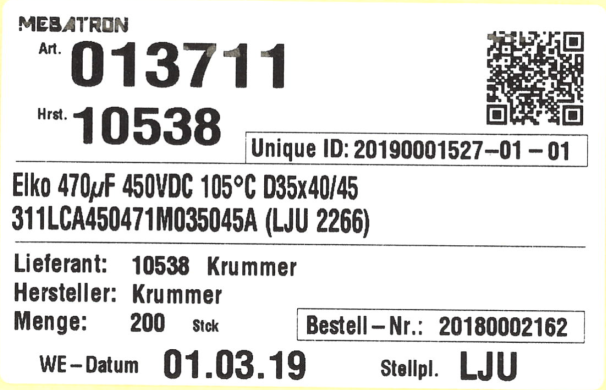 MEBATRON
Art. 013711
Hrst. 10538
Unique ID: 20190001527-01-01
Elko 470µF 450VDC 105°C D35x40/45
311LCA450471M035045A (LJU 2266)
Lieferant: 10538 Krummer
Hersteller: Krummer
Menge: 200 Stck
Bestell-Nr.: 20180002162
WE-Datum 01.03.19 Stellpl. LJU